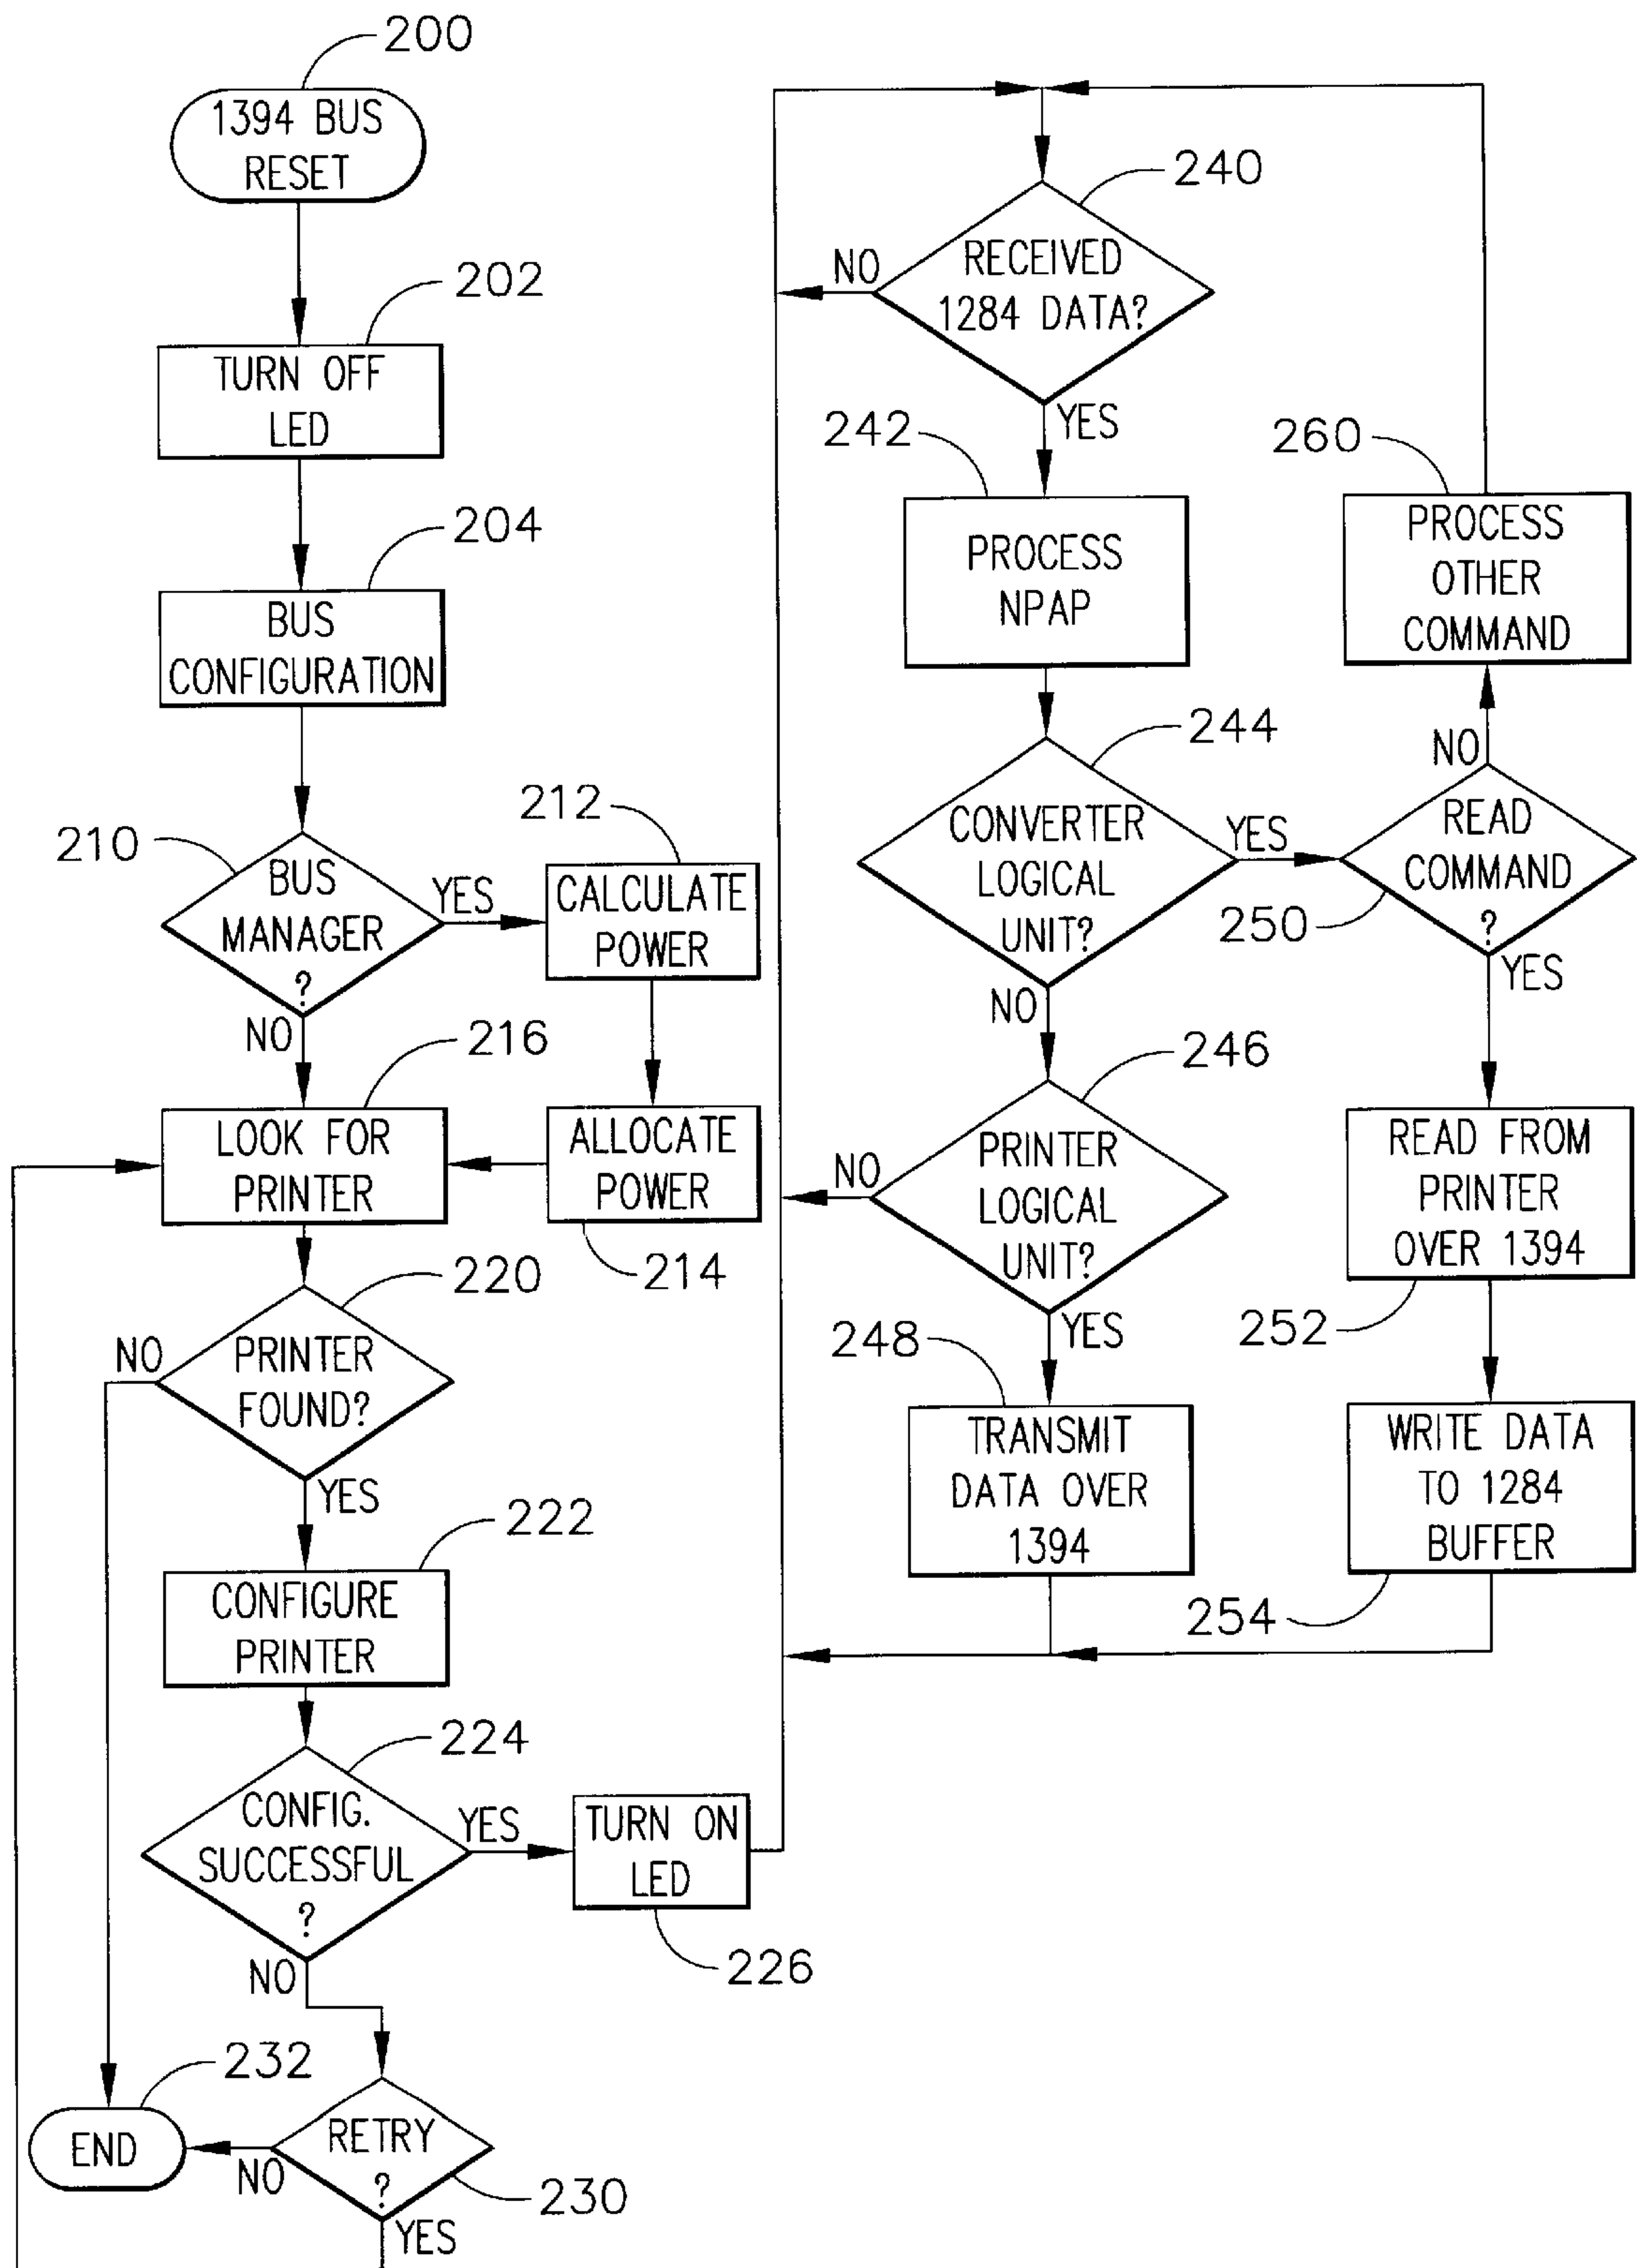 200
1394 BUS
RESET
202
TURN OFF
LED
204
BUS
CONFIGURATION
210
BUS
MANAGER
?
YES
NO
212
CALCULATE
POWER
216
LOOK FOR
PRINTER
ALLOCATE
POWER
214
220
PRINTER
FOUND?
NO
YES
222
CONFIGURE
PRINTER
224
CONFIG.
SUCCESSFUL
?
YES
NO
TURN ON
LED
226
232
END
RETRY
?
NO
230
YES
240
RECEIVED
1284 DATA?
NO
YES
242
PROCESS
NPAP
244
CONVERTER
LOGICAL
UNIT?
YES
NO
246
PRINTER
LOGICAL
UNIT?
NO
YES
248
TRANSMIT
DATA OVER
1394
260
PROCESS
OTHER
COMMAND
NO
READ
COMMAND
?
250
YES
READ FROM
PRINTER
OVER 1394
252
WRITE DATA
TO 1284
BUFFER
254